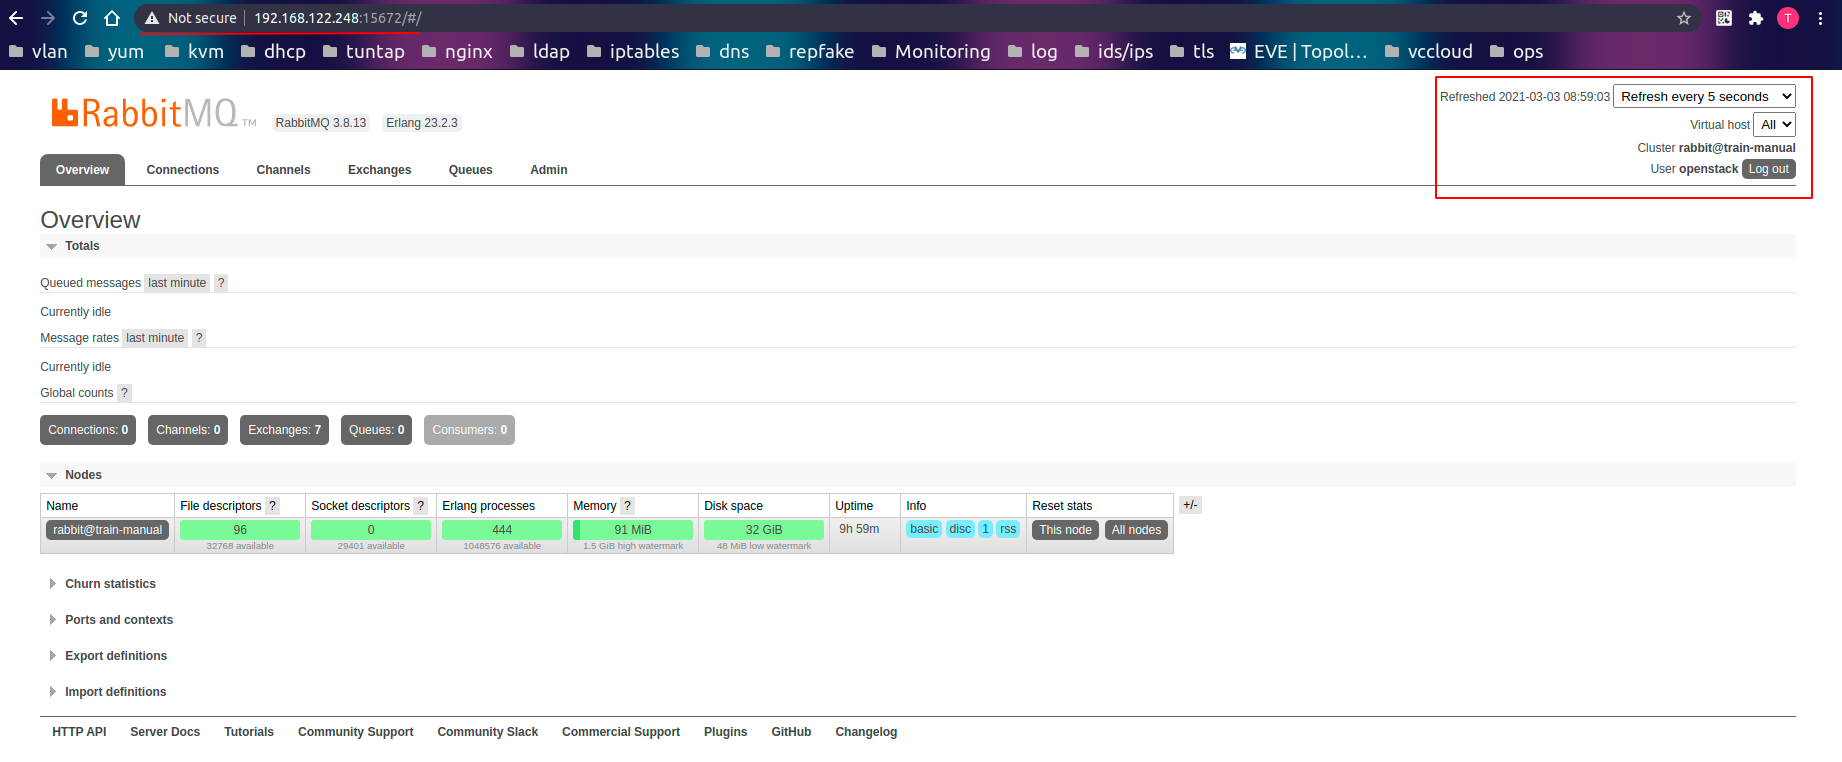 Not secure 192.168.122.248:15672/#/
T
vlan yum kvm dhcp tuntap nginx ldap iptables dns repfake Monitoring log ids/ips tls EVE | Topol... vccloud ops
RabbitMQ TM RabbitMQ 3.8.13 Erlang 23.2.3
Refreshed 2021-03-03 08:59:03 Refresh every 5 seconds
Virtual host All
Cluster rabbit@train-manual
User openstack Log out
Overview Connections Channels Exchanges Queues Admin
Overview
Totals
Queued messages last minute ?
Currently idle
Message rates last minute ?
Currently idle
Global counts ?
Connections: 0 Channels: 0 Exchanges: 7 Queues: 0 Consumers: 0
Nodes
Name File descriptors ? Socket descriptors ? Erlang processes Memory ? Disk space Uptime Info Reset stats +/-
rabbit@train-manual 96 0 444 91 MiB 32 GiB 9h 59m basic disc 1 rss This node All nodes
32768 available 29401 available 1048576 available 1.5 GiB high watermark 48 MiB low watermark
Churn statistics
Ports and contexts
Export definitions
Import definitions
HTTP API Server Docs Tutorials Community Support Community Slack Commercial Support Plugins GitHub Changelog